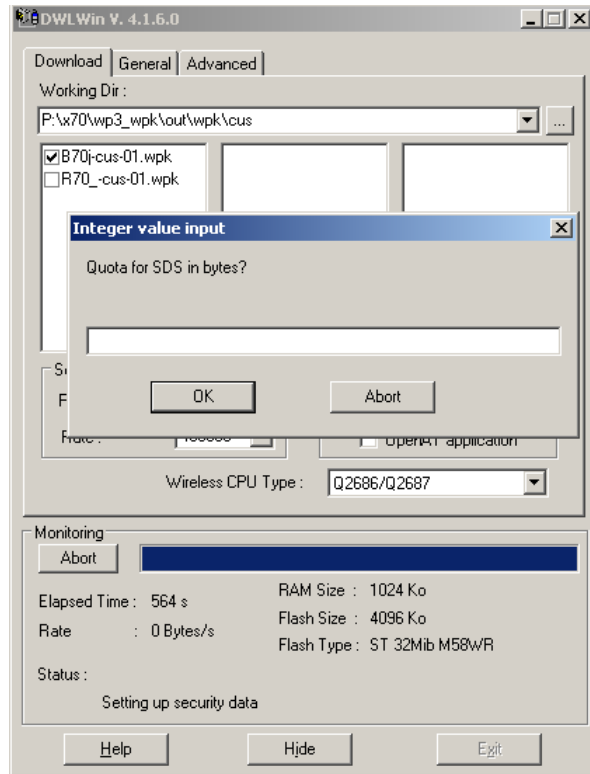 DWLWin V. 4.1.6.0
Download General Advanced
Working Dir :
P:\x70\wp3_wpk\out\wpk\cus
...
B70j-cus-01.wpk
R70_-cus-01.wpk
Integer value input
Quota for SDS in bytes?
OK Abort
OpenAT application
Wireless CPU Type : Q2686/Q2687
Monitoring
Abort
Elapsed Time : 564 s
Rate : 0 Bytes/s
RAM Size : 1024 Ko
Flash Size : 4096 Ko
Flash Type : ST 32Mib M58WR
Status :
Setting up security data
Help Hide Exit